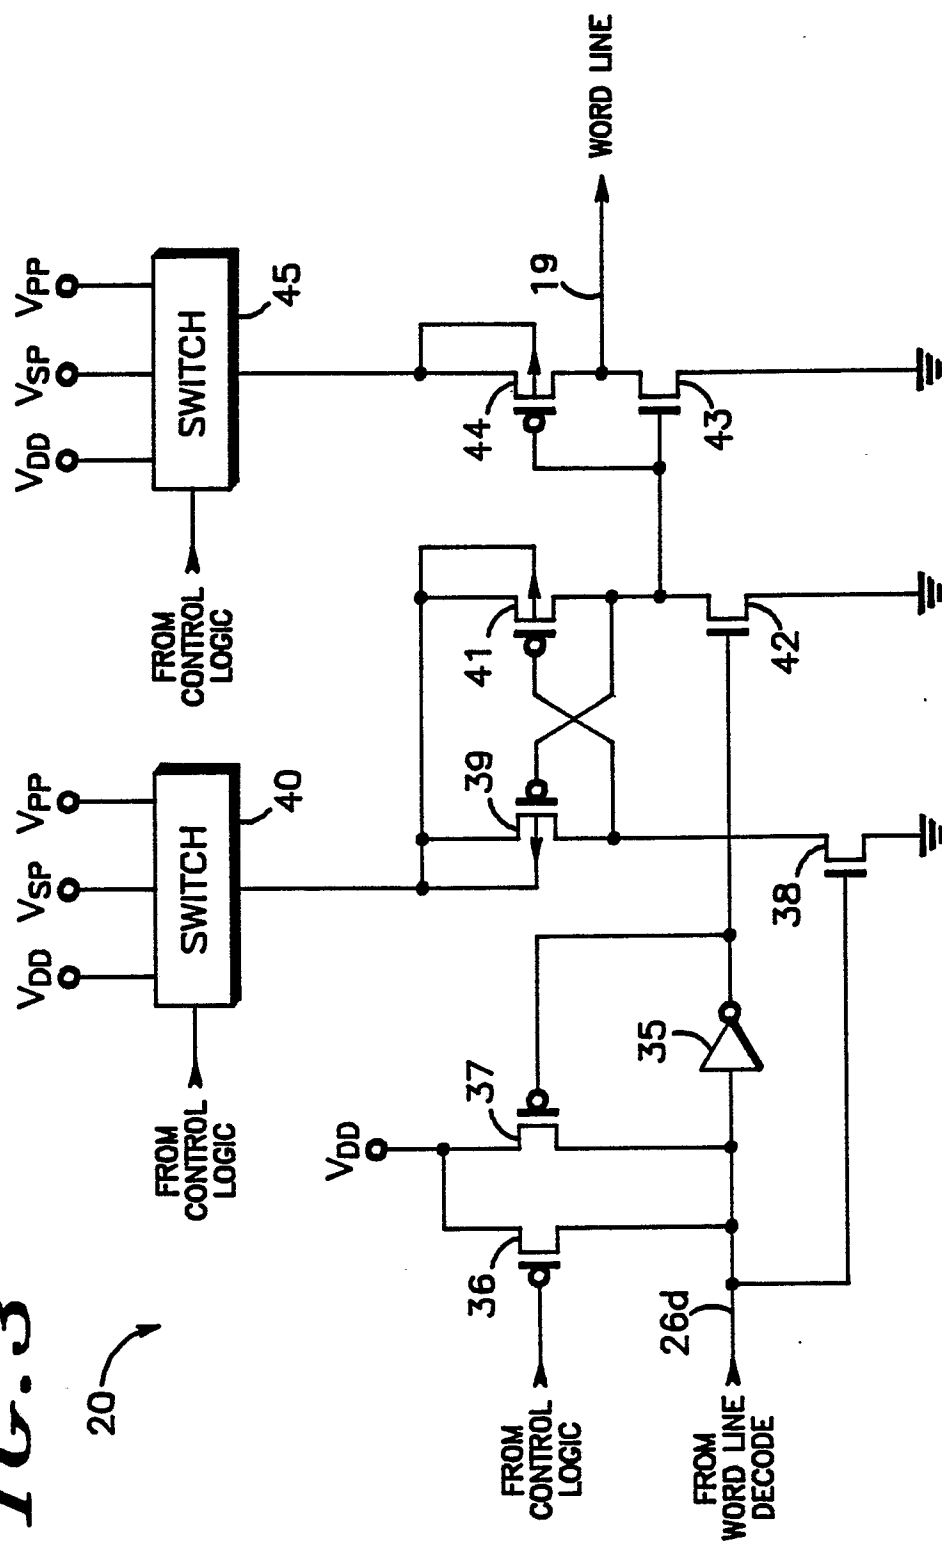 IG. 3
20
VDD VSP VPP
VDD VSP VPP
FROM
CONTROL
LOGIC
SWITCH
40
FROM
CONTROL
LOGIC
SWITCH
45
VDD
36
37
39
41
44
19
WORD LINE
FROM
CONTROL
LOGIC
26d
35
38
42
43
FROM
WORD LINE
DECODE